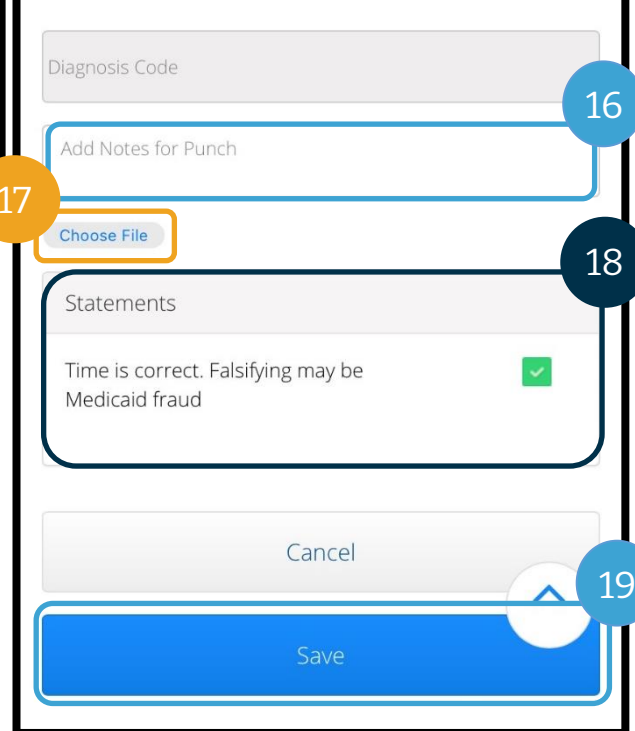 Diagnosis Code
16
Add Notes for Punch
17
Choose File
18
Statements
Time is correct. Falsifying may be
Medicaid fraud
Cancel
19
Save